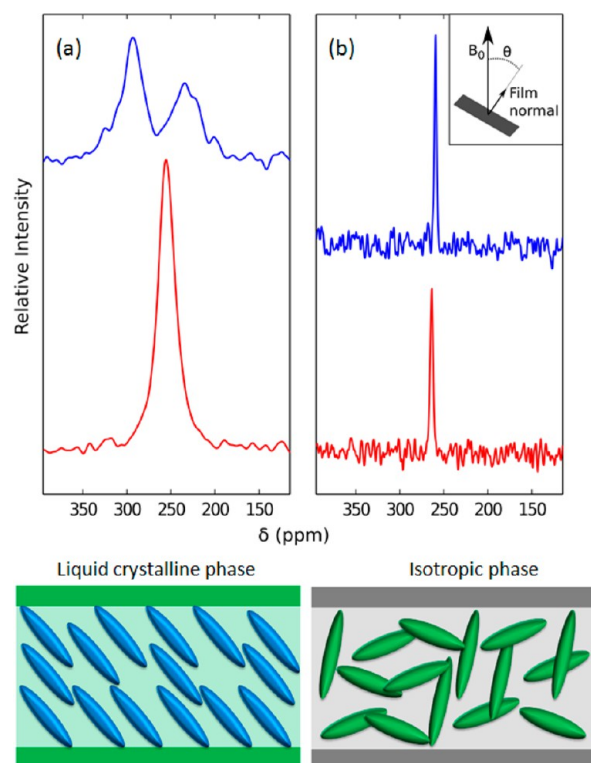 (a)
(b)
B0
θ
Film
normal
Relative Intensity
350 300 250 200 150
350 300 250 200 150
δ (ppm)
Liquid crystalline phase
Isotropic phase